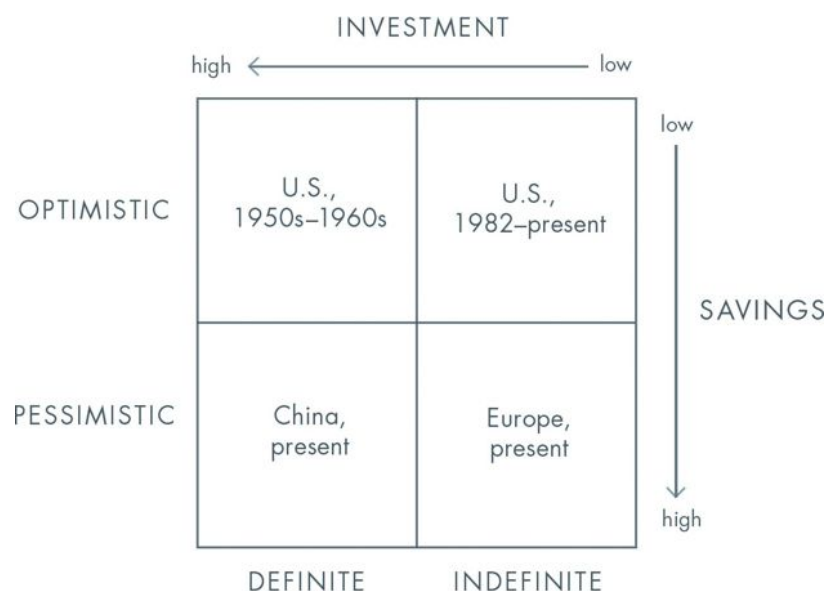 INVESTMENT
high low
low
OPTIMISTIC
U.S.,
1950s–1960s
U.S.,
1982–present
SAVINGS
PESSIMISTIC
China,
present
Europe,
present
high
DEFINITE INDEFINITE